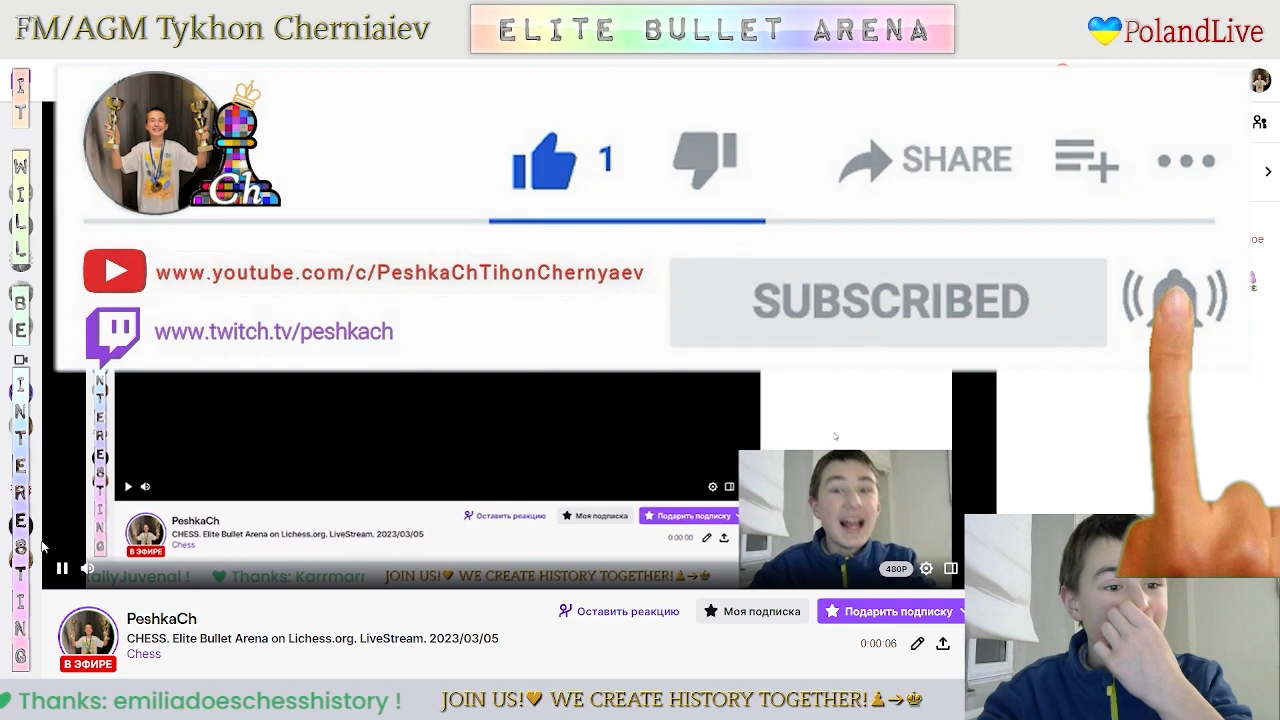 FM/AGM Tykhon Cherniaiev
ELITE BULLET ARENA
PolandLive
IT WILL BE INTERESTING
Ch
1
SHARE
www.youtube.com/c/PeshkaChTihonChernyaev
SUBSCRIBED
www.twitch.tv/peshkach
NTERESTING
PeshkaCh
Оставить реакцию
Моя подписка
Подарить подписку
CHESS. Elite Bullet Arena on Lichess.org. LiveStream. 2023/03/05
Chess
0:00:00
В ЭФИРЕ
allyJuvenal !
Thanks: Karrmarr
JOIN US! WE CREATE HISTORY TOGETHER!
480P
PeshkaCh
Оставить реакцию
Моя подписка
Подарить подписку
CHESS. Elite Bullet Arena on Lichess.org. LiveStream. 2023/03/05
0:00:06
Chess
В ЭФИРЕ
Thanks: emiliadoeschesshistory !
JOIN US! WE CREATE HISTORY TOGETHER!